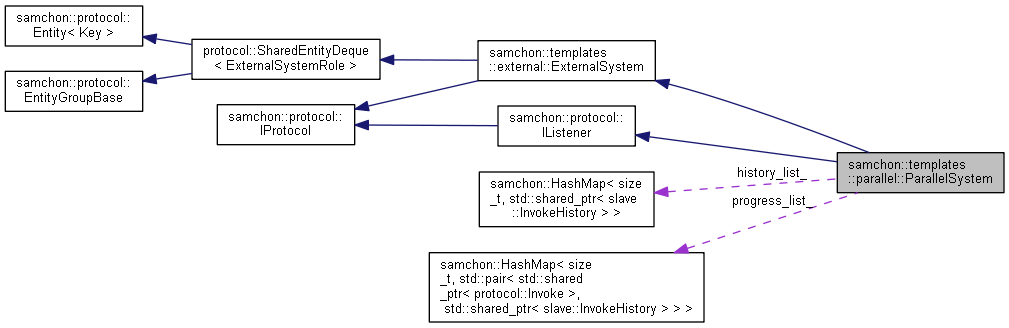 samchon::protocol::
Entity< Key >
samchon::protocol::
EntityGroupBase
protocol::SharedEntityDeque
< ExternalSystemRole >
samchon::protocol::
IProtocol
samchon::templates
::external::ExternalSystem
samchon::protocol::
IListener
samchon::HashMap< size
_t, std::shared_ptr< slave
::InvokeHistory > >
samchon::HashMap< size
_t, std::pair< std::shared
_ptr< protocol::Invoke >,
std::shared_ptr< slave::InvokeHistory > > >
history_list_
progress_list_
samchon::templates
::parallel::ParallelSystem